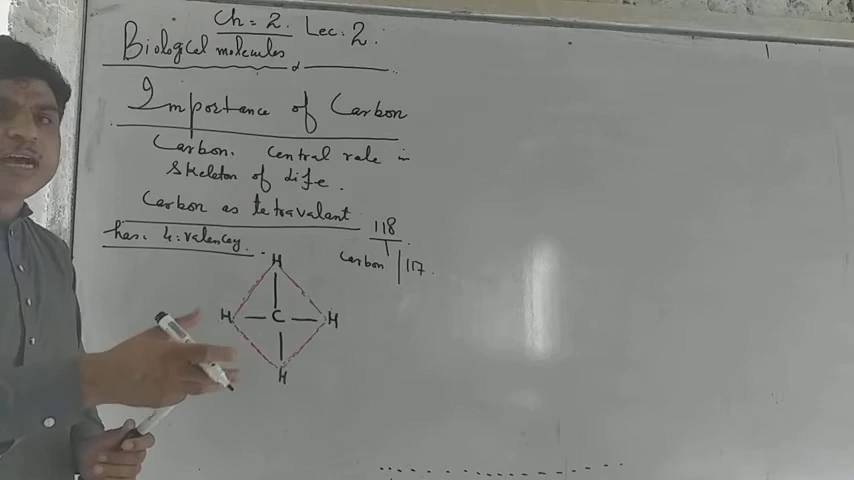 Ch = 2. Lec: 2.
Biological molecules
Importance of Carbon
Carbon. Central role in
Skeleton of life.
Carbon as tetravalant
has. 4: valencey.
118
Carbon | 117
H
H - C - H
H